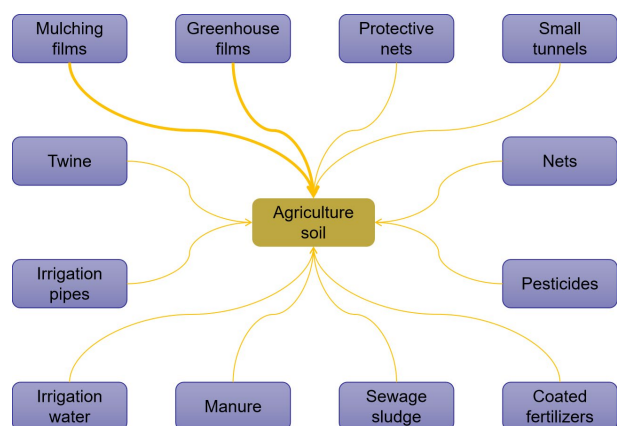 Mulching
films
Greenhouse
films
Protective
nets
Small
tunnels
Twine
Nets
Agriculture
soil
Irrigation
pipes
Pesticides
Irrigation
water
Manure
Sewage
sludge
Coated
fertilizers